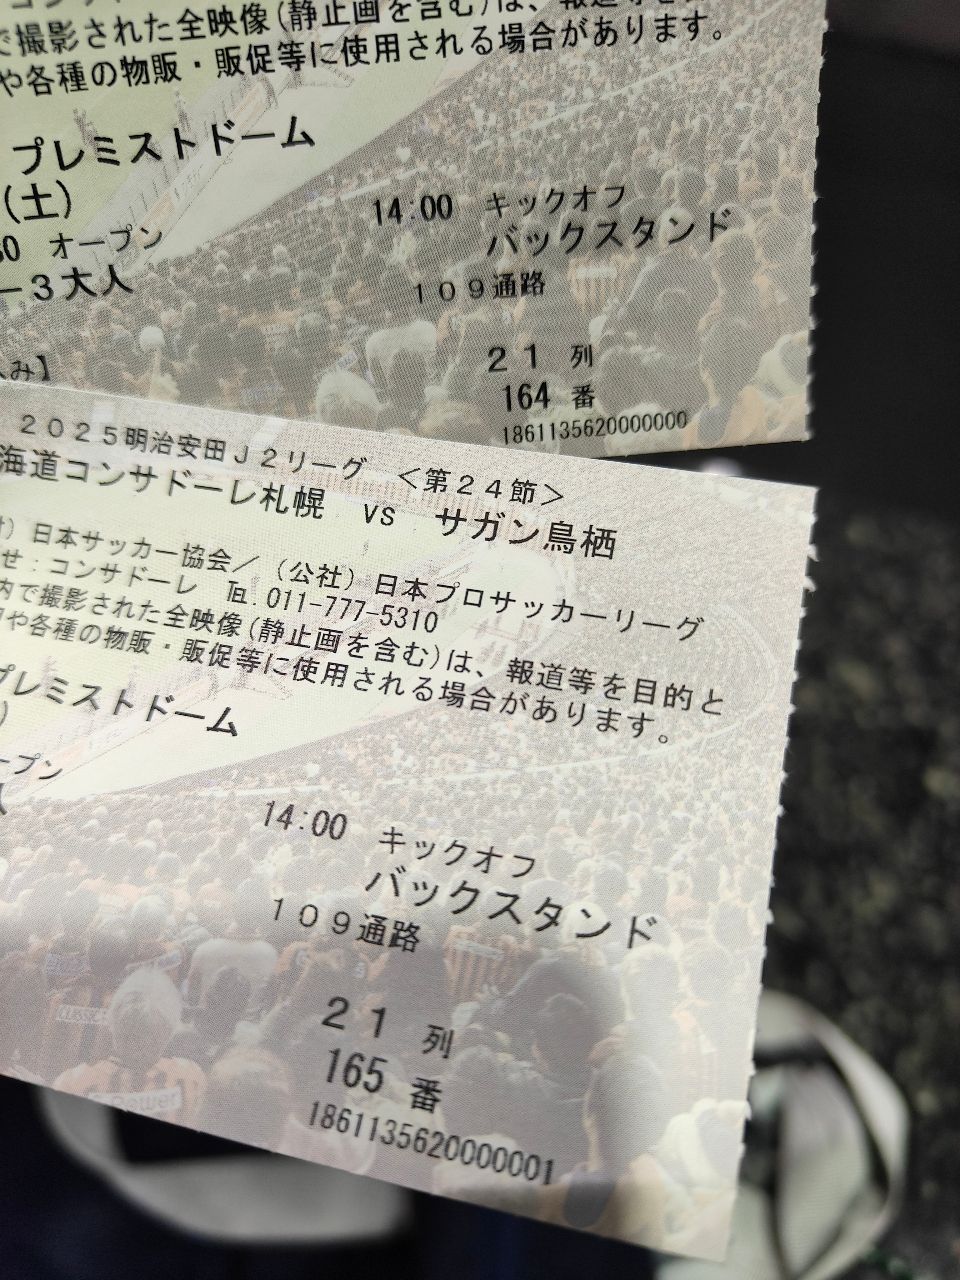 で撮影された全映像(静止画を含む)は、報道等を
や各種の物販・販促等に使用される場合があります。
プレミストドーム
(土)
14:00 キックオフ
0 オープン
バックスタンド
－３大人
１０９通路
み】
２１ 列
164 番
1861135620000000
２０２５明治安田Ｊ２リーグ ＜第２４節＞
海道コンサドーレ札幌 VS サガン鳥栖
) 日本サッカー協会／（公社）日本プロサッカーリーグ
せ：コンサドーレ ℡.011-777-5310
内で撮影された全映像(静止画を含む)は、報道等を目的と
や各種の物販・販促等に使用される場合があります。
プレミストドーム
)
ープン
14:00 キックオフ
バックスタンド
１０９通路
２１ 列
165 番
1861135620000001